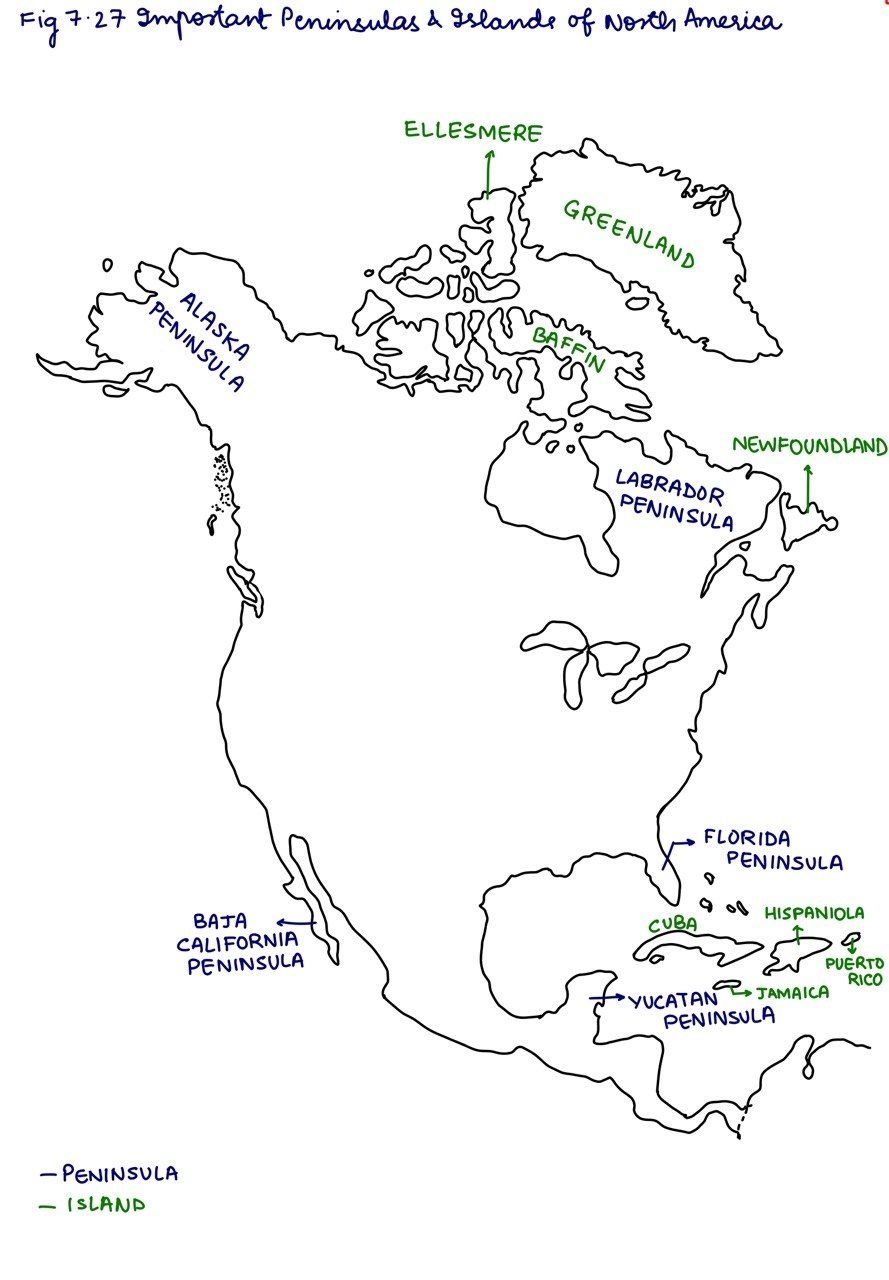 Fig 7.27 Important Peninsulas & Islands of North America
ELLESMERE
GREENLAND
ALASKA
PENINSULA
BAFFIN
NEWFOUNDLAND
LABRADOR
PENINSULA
FLORIDA
PENINSULA
HISPANIOLA
CUBA
BAJA
CALIFORNIA
PENINSULA
PUERTO
RICO
JAMAICA
YUCATAN
PENINSULA
- PENINSULA
- ISLAND